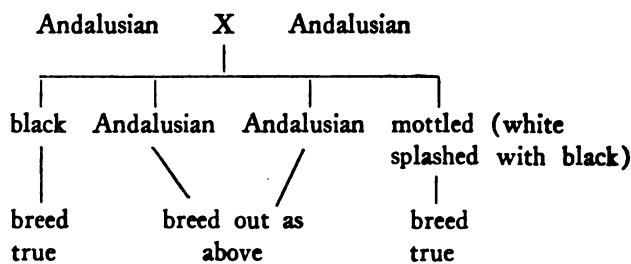 Andalusian X Andalusian
black Andalusian Andalusian mottled (white
splashed with black)
breed breed out as breed
true above true